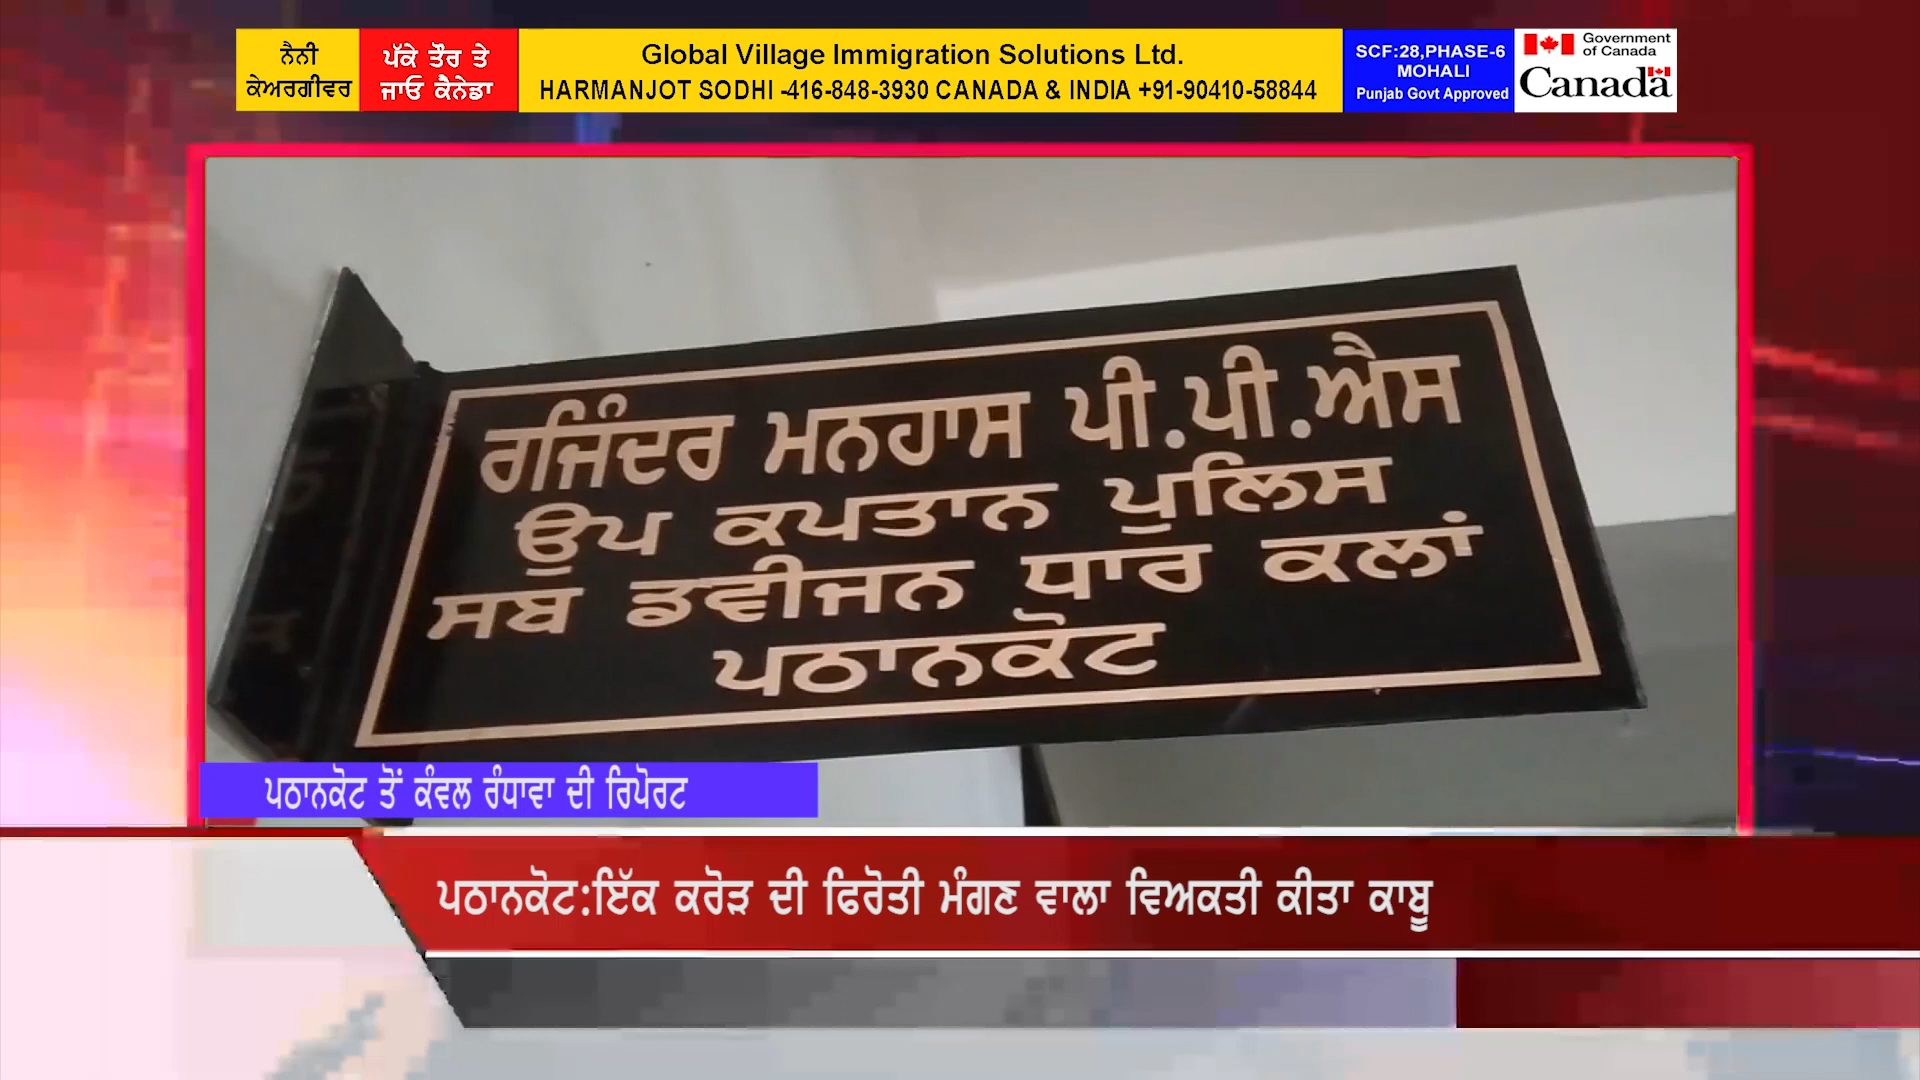 ਨੈਨੀ
ਕੇਅਰਗੀਵਰ
ਪੱਕੇ ਤੌਰ ਤੇ
ਜਾਓ ਕੈਨੇਡਾ
Global Village Immigration Solutions Ltd.
HARMANJOT SODHI -416-848-3930 CANADA & INDIA +91-90410-58844
SCF:28,PHASE-6
MOHALI
Punjab Govt Approved
Government
of Canada
Canada
ਰਜਿੰਦਰ ਮਨਹਾਸ ਪੀ.ਪੀ.ਐਸ
ਉਪ ਕਪਤਾਨ ਪੁਲਿਸ
ਸਬ ਡਵੀਜਨ ਧਾਰ ਕਲਾਂ
ਪਠਾਨਕੋਟ
ਪਠਾਨਕੋਟ ਤੋਂ ਕੰਵਲ ਰੰਧਾਵਾ ਦੀ ਰਿਪੋਰਟ
ਪਠਾਨਕੋਟ:ਇੱਕ ਕਰੋੜ ਦੀ ਫਿਰੋਤੀ ਮੰਗਣ ਵਾਲਾ ਵਿਅਕਤੀ ਕੀਤਾ ਕਾਬੂ